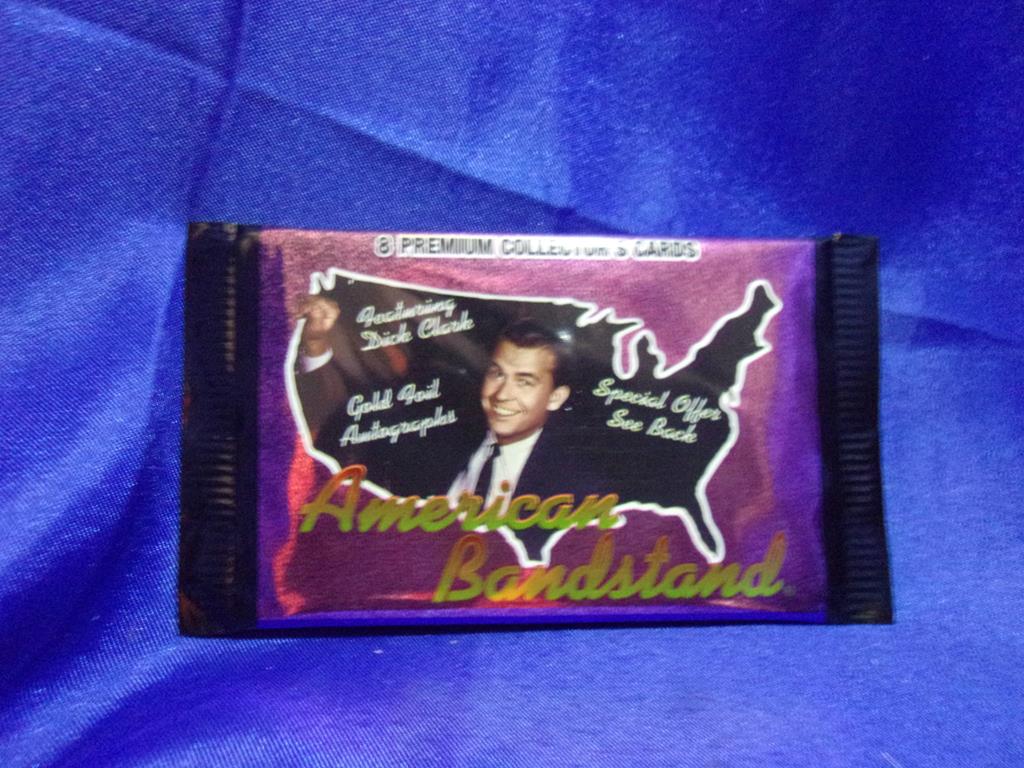 8 PREMIUM COLLECTOR'S CARDS
Featuring
Dick Clark
Gold Foil
Autographs
Special Offer
See Back
American
Bandstand®